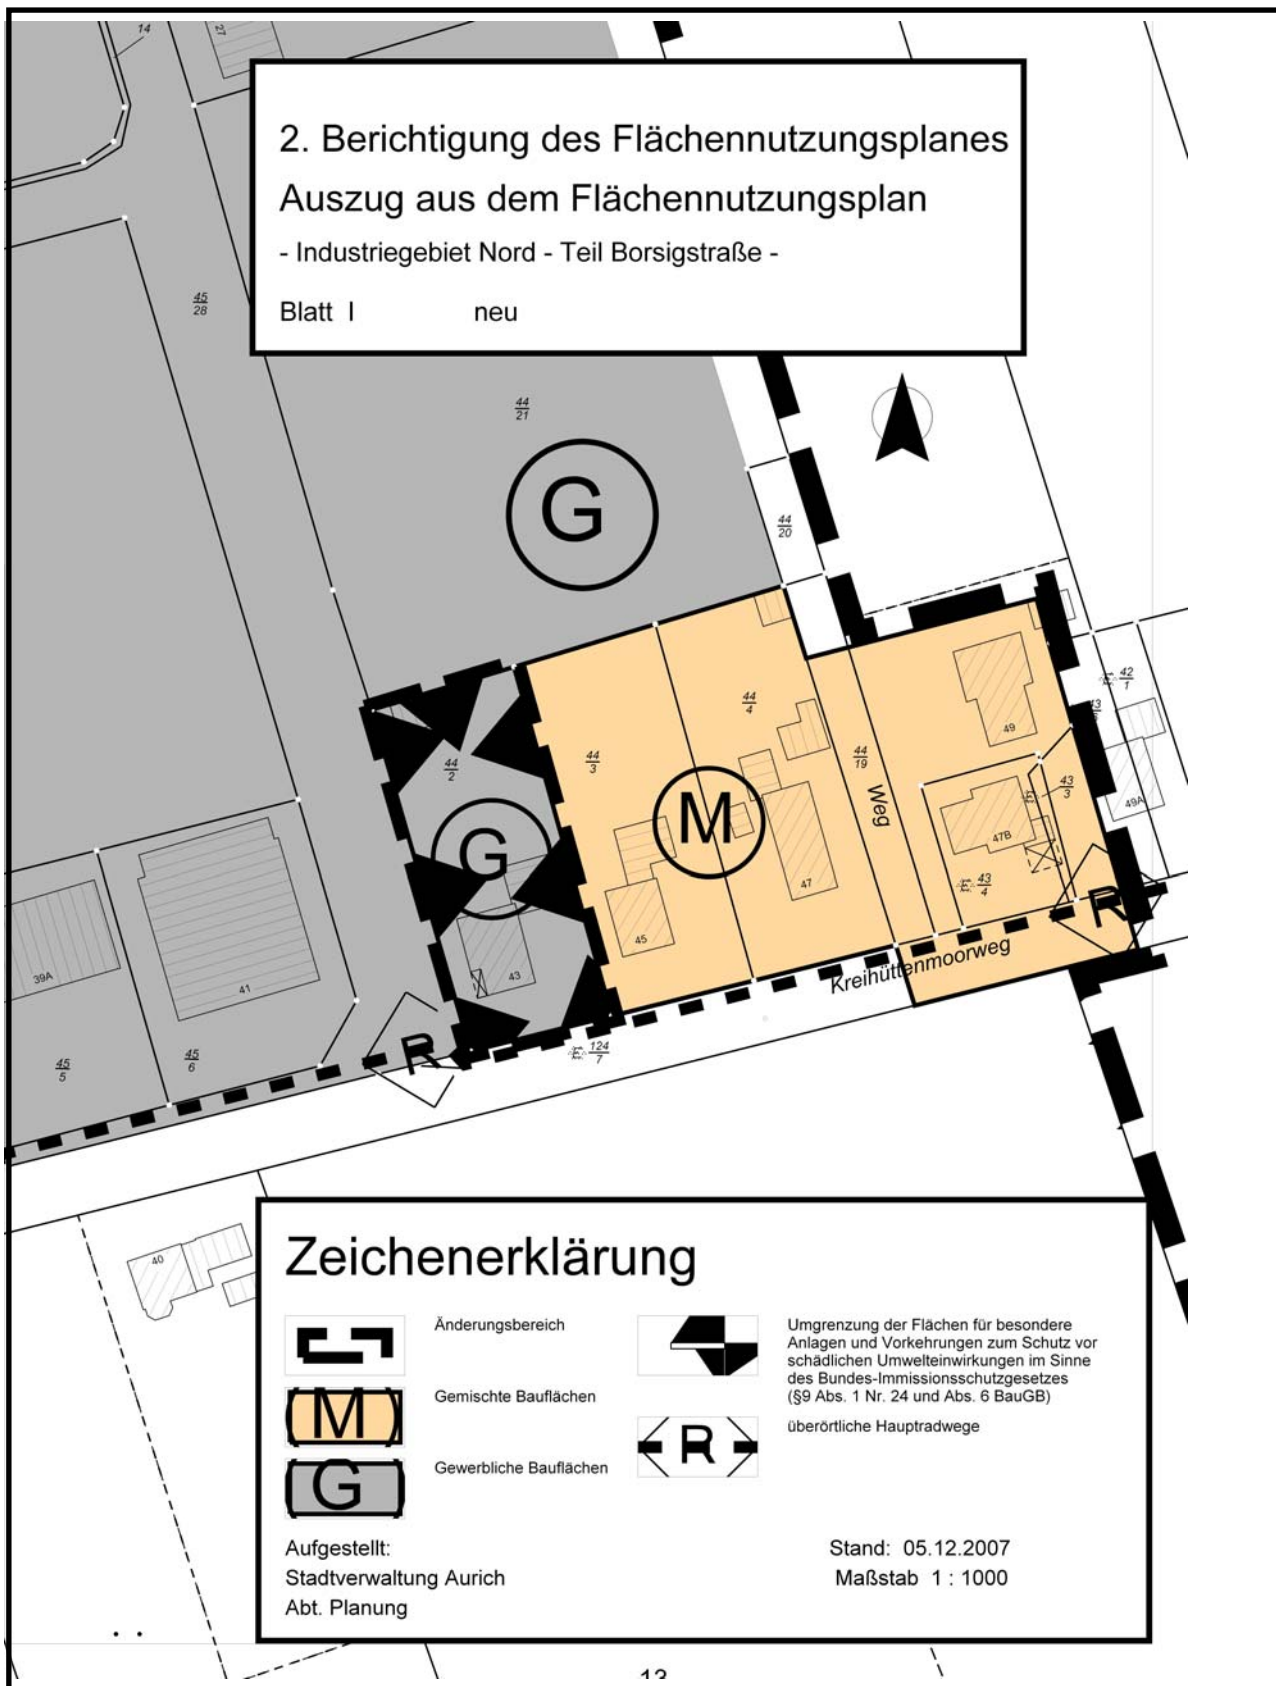 14
27
2. Berichtigung des Flächennutzungsplanes
Auszug aus dem Flächennutzungsplan
- Industriegebiet Nord - Teil Borsigstraße -
Blatt I neu
45
28
44
21
G
44
20
44
4
44
3
44
2
44
19
Weg
M
G
49
42
1
43
3
49A
47B
43
4
47
45
43
R
Kreihüttenmoorweg
39A
41
45
5
45
6
R
124
7
40
Zeichenerklärung
Änderungsbereich
M
Gemischte Bauflächen
G
Gewerbliche Bauflächen
Umgrenzung der Flächen für besondere
Anlagen und Vorkehrungen zum Schutz vor
schädlichen Umwelteinwirkungen im Sinne
des Bundes-Immissionsschutzgesetzes
(§9 Abs. 1 Nr. 24 und Abs. 6 BauGB)
R
überörtliche Hauptradwege
Aufgestellt:
Stadtverwaltung Aurich
Abt. Planung
Stand: 05.12.2007
Maßstab 1 : 1000